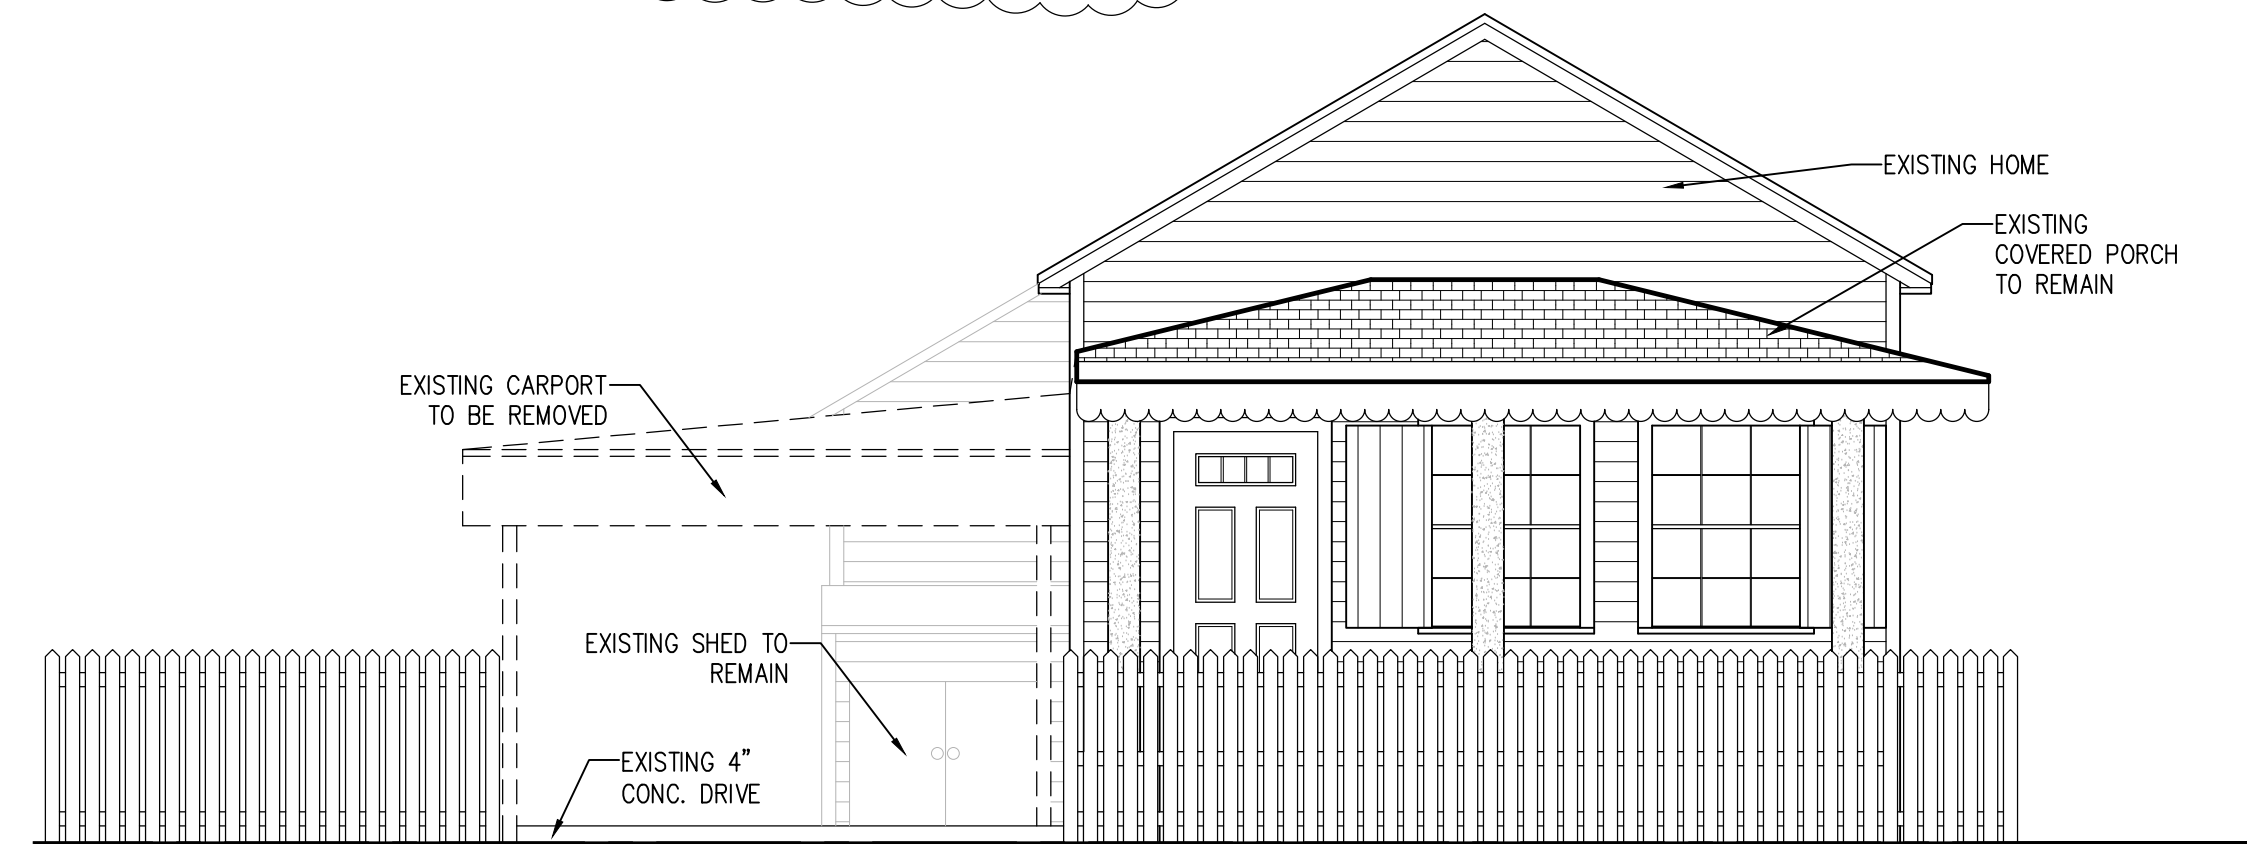 EXISTING HOME
EXISTING
COVERED PORCH
TO REMAIN
EXISTING CARPORT
TO BE REMOVED
EXISTING SHED TO
REMAIN
EXISTING 4”
CONC. DRIVE